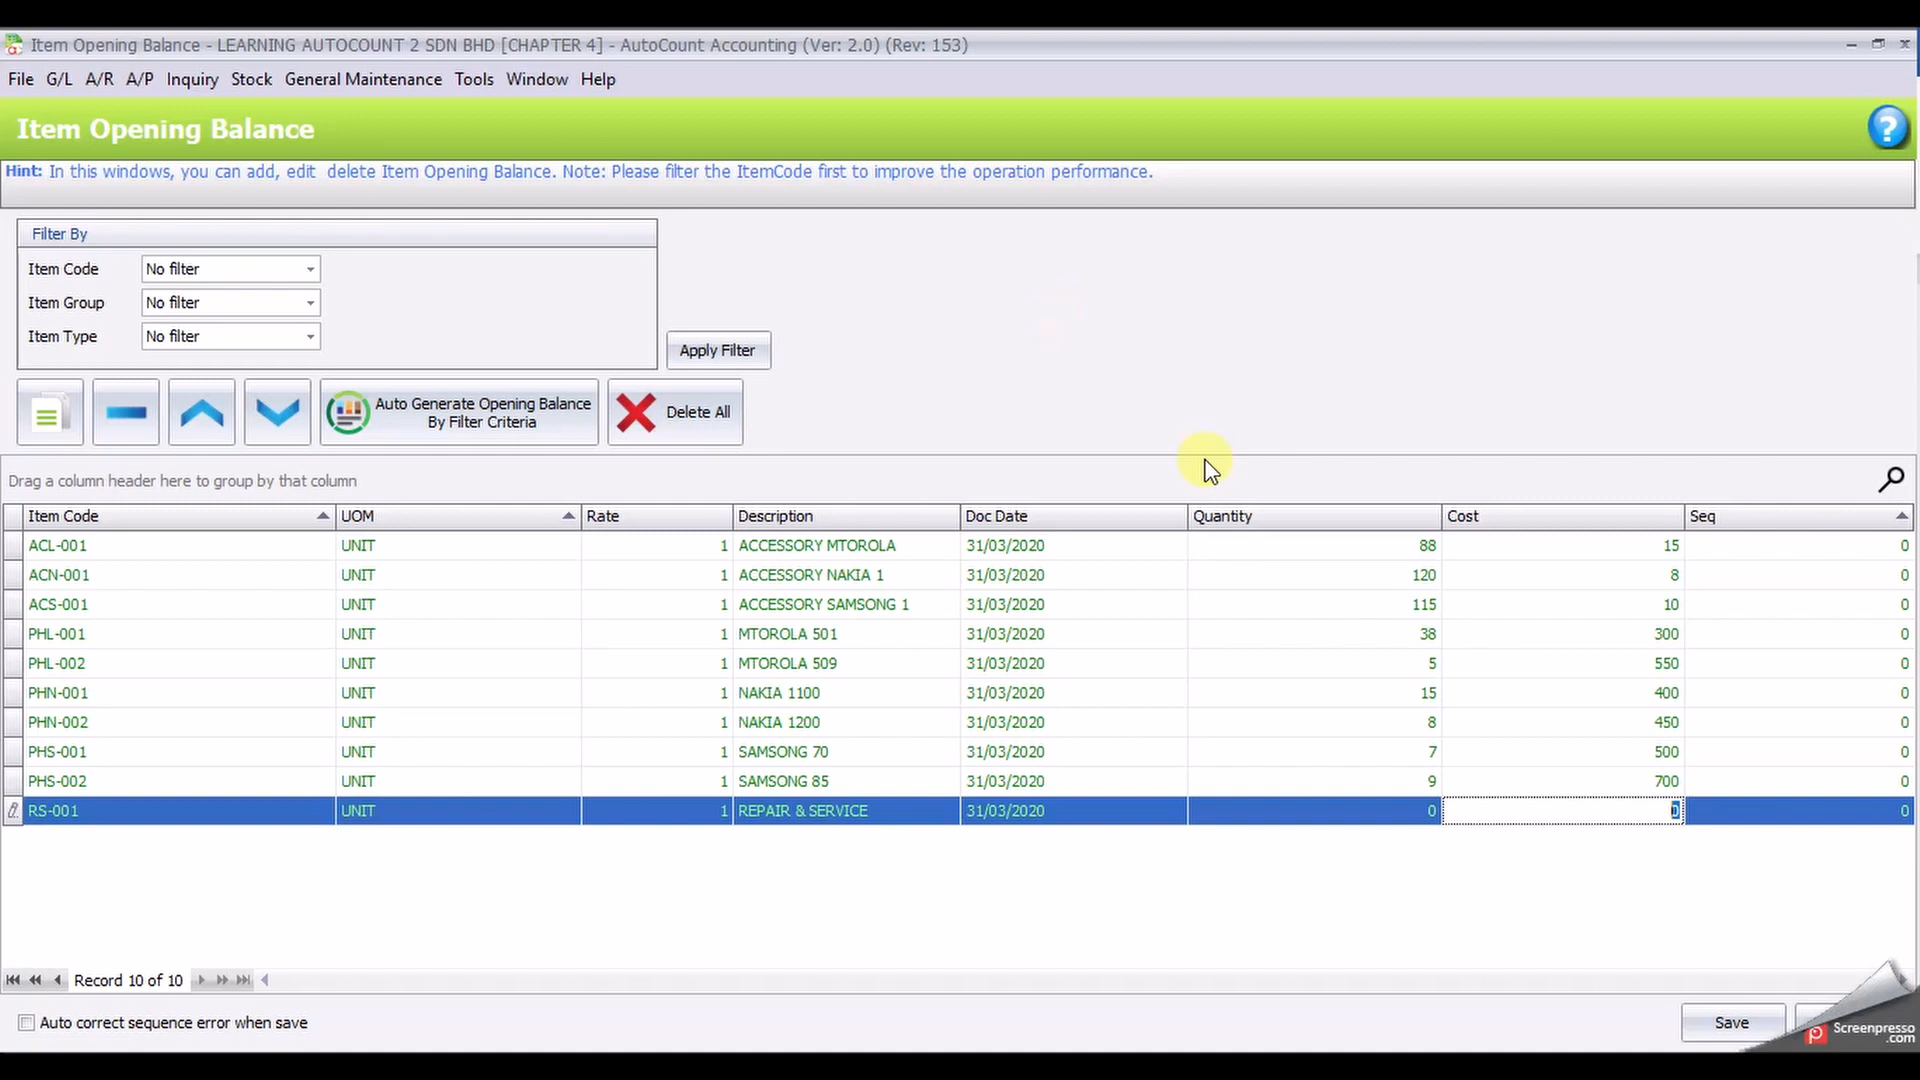 Item Opening Balance - LEARNING AUTOCOUNT 2 SDN BHD [CHAPTER 4] - AutoCount Accounting (Ver: 2.0) (Rev: 153)
File G/L A/R A/P Inquiry Stock General Maintenance Tools Window Help
Item Opening Balance
Hint: In this windows, you can add, edit  delete Item Opening Balance. Note: Please filter the ItemCode first to improve the operation performance.
Filter By
Item Code No filter
Item Group No filter
Item Type No filter
Apply Filter
Auto Generate Opening Balance
By Filter Criteria
Delete All
Drag a column header here to group by that column
Item Code UOM Rate Description Doc Date Quantity Cost Seq
ACL-001 UNIT 1 ACCESSORY MTOROLA 31/03/2020 88 15 0
ACN-001 UNIT 1 ACCESSORY NAKIA 1 31/03/2020 120 8 0
ACS-001 UNIT 1 ACCESSORY SAMSONG 1 31/03/2020 115 10 0
PHL-001 UNIT 1 MTOROLA 501 31/03/2020 38 300 0
PHL-002 UNIT 1 MTOROLA 509 31/03/2020 5 550 0
PHN-001 UNIT 1 NAKIA 1100 31/03/2020 15 400 0
PHN-002 UNIT 1 NAKIA 1200 31/03/2020 8 450 0
PHS-001 UNIT 1 SAMSONG 70 31/03/2020 7 500 0
PHS-002 UNIT 1 SAMSONG 85 31/03/2020 9 700 0
RS-001 UNIT 1 REPAIR & SERVICE 31/03/2020 0 0 0
Record 10 of 10
Auto correct sequence error when save
Save
Screenpresso
.com